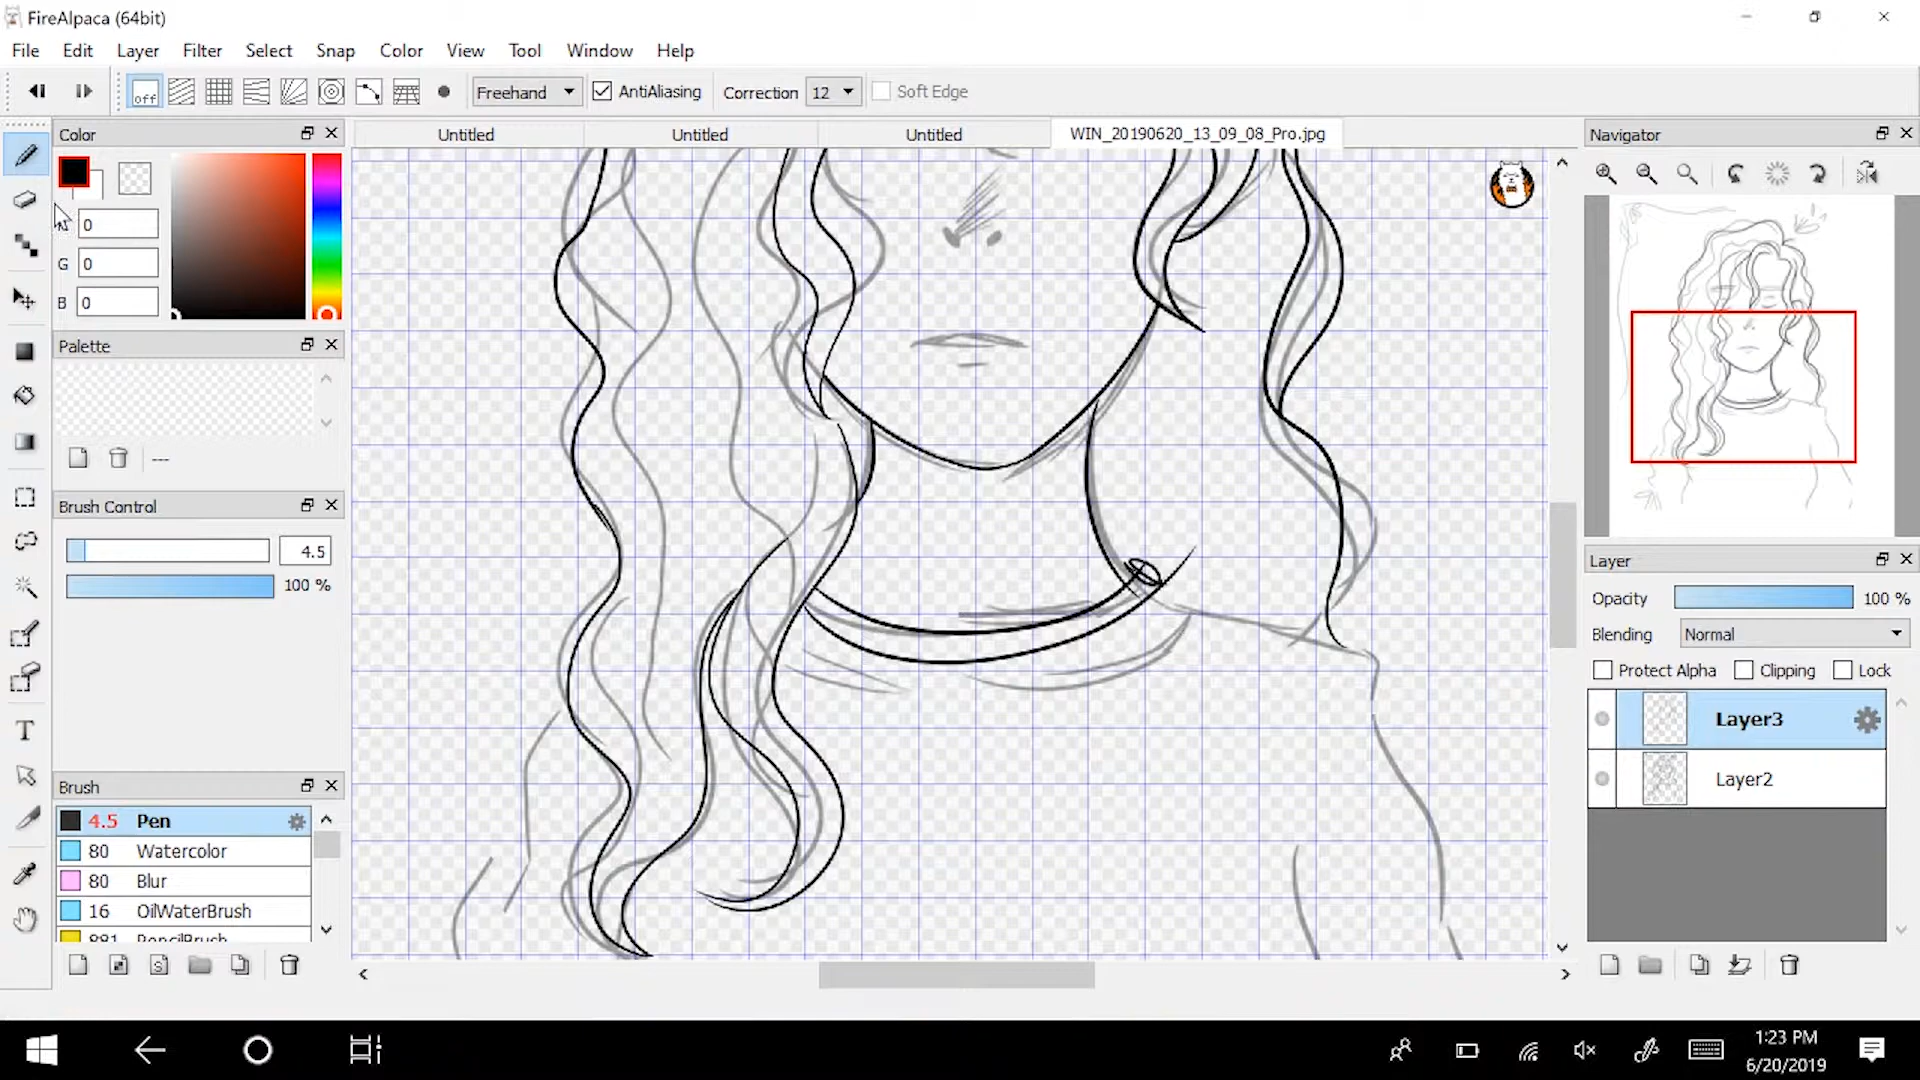 FireAlpaca (64bit)
File Edit Layer Filter Select Snap Color View Tool Window Help
off Freehand AntiAliasing Correction 12 Soft Edge
Color
Untitled Untitled Untitled WIN_20190620_13_09_08_Pro.jpg
Navigator
0
G 0
B 0
Palette
---
Brush Control
4.5
100 %
Layer
Opacity 100 %
Blending Normal
Protect Alpha Clipping Lock
Layer3
Layer2
Brush
4.5 Pen
80 Watercolor
80 Blur
16 OilWaterBrush
881 PencilBrush
T
S
1:23 PM
6/20/2019